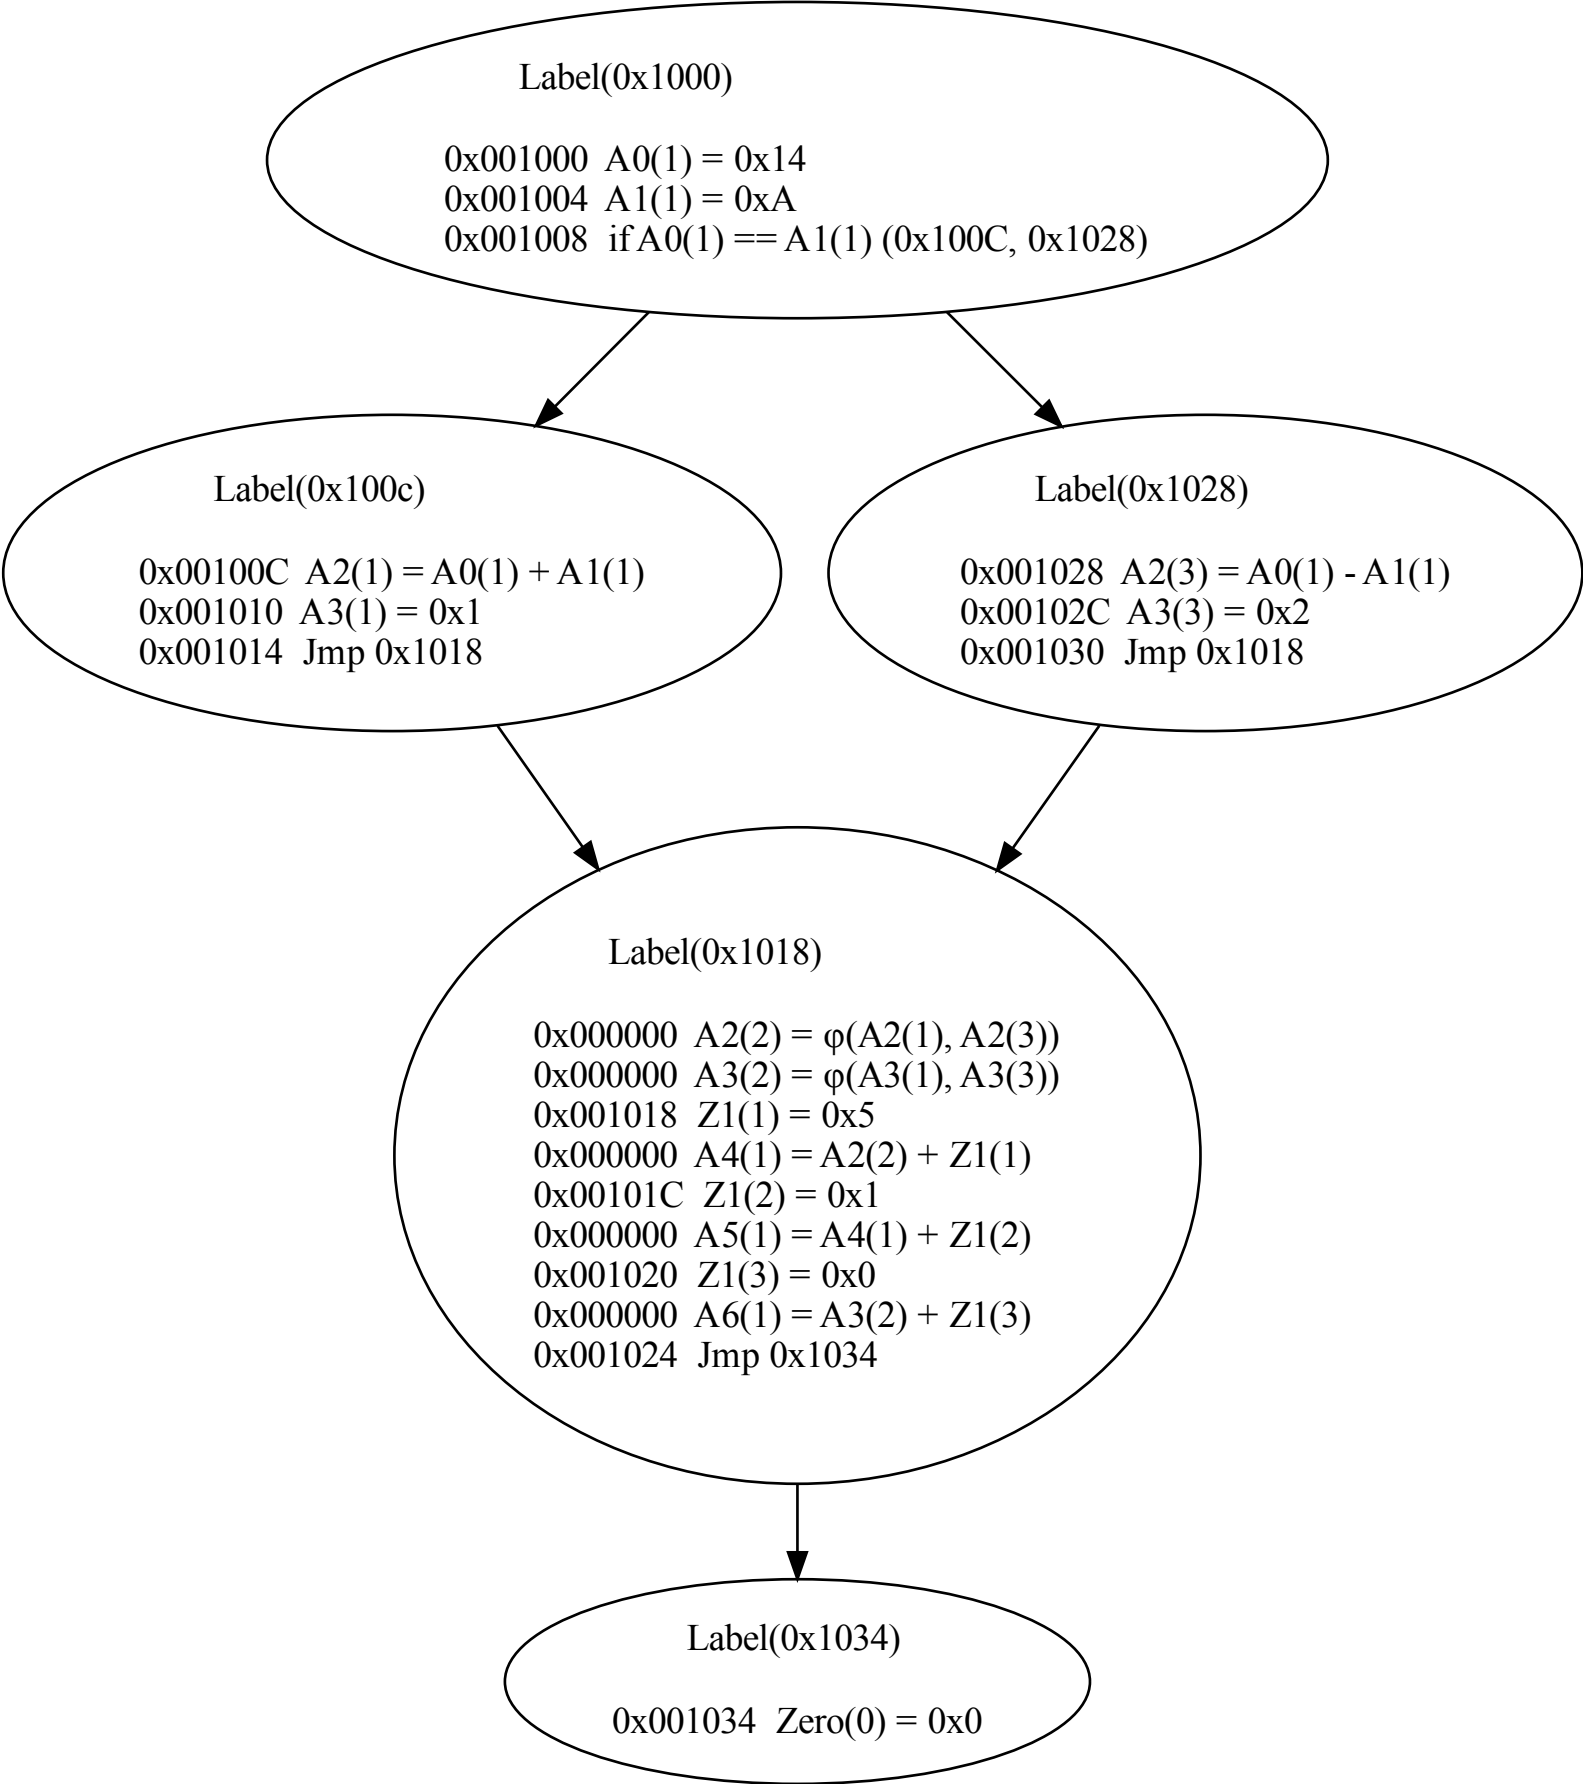 Label(0x1000)
0x001000 A0(1) = 0x14
0x001004 A1(1) = 0xA
0x001008 if A0(1) == A1(1) (0x100C, 0x1028)
Label(0x100c)
0x00100C A2(1) = A0(1) + A1(1)
0x001010 A3(1) = 0x1
0x001014 Jmp 0x1018
Label(0x1028)
0x001028 A2(3) = A0(1) - A1(1)
0x00102C A3(3) = 0x2
0x001030 Jmp 0x1018
Label(0x1018)
0x000000 A2(2) = φ(A2(1), A2(3))
0x000000 A3(2) = φ(A3(1), A3(3))
0x001018 Z1(1) = 0x5
0x000000 A4(1) = A2(2) + Z1(1)
0x00101C Z1(2) = 0x1
0x000000 A5(1) = A4(1) + Z1(2)
0x001020 Z1(3) = 0x0
0x000000 A6(1) = A3(2) + Z1(3)
0x001024 Jmp 0x1034
Label(0x1034)
0x001034 Zero(0) = 0x0